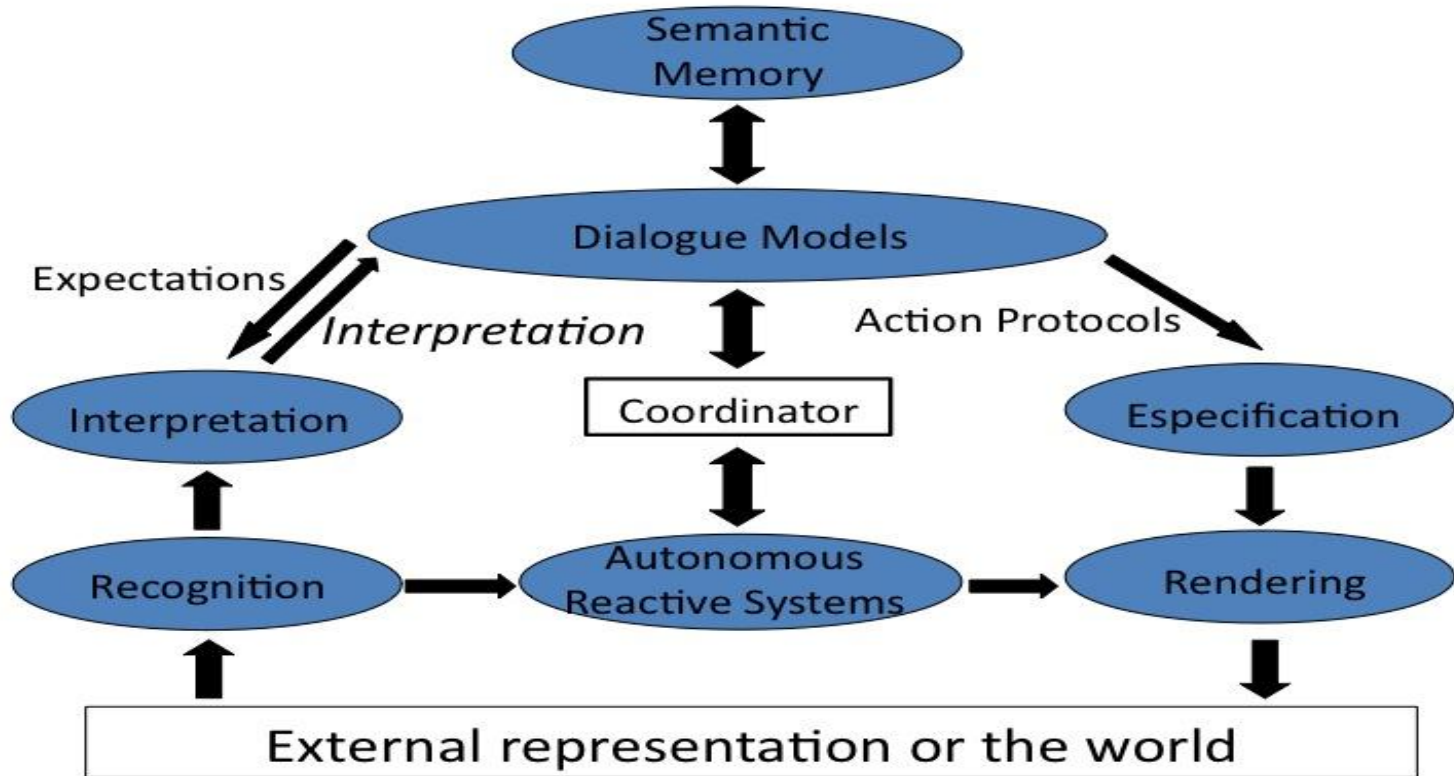 Semantic
Memory
Dialogue Models
Expectations
Interpretation
Action Protocols
Interpretation
Coordinator
Especification
Recognition
Autonomous
Reactive Systems
Rendering
External representation or the world